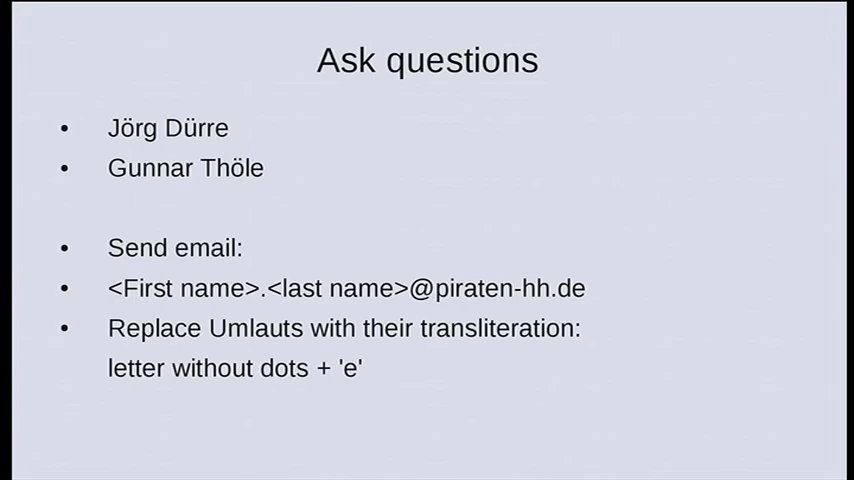 Ask questions
• Jörg Dürre
• Gunnar Thöle
• Send email:
• <First name>.<last name>@piraten-hh.de
• Replace Umlauts with their transliteration:
letter without dots + 'e'